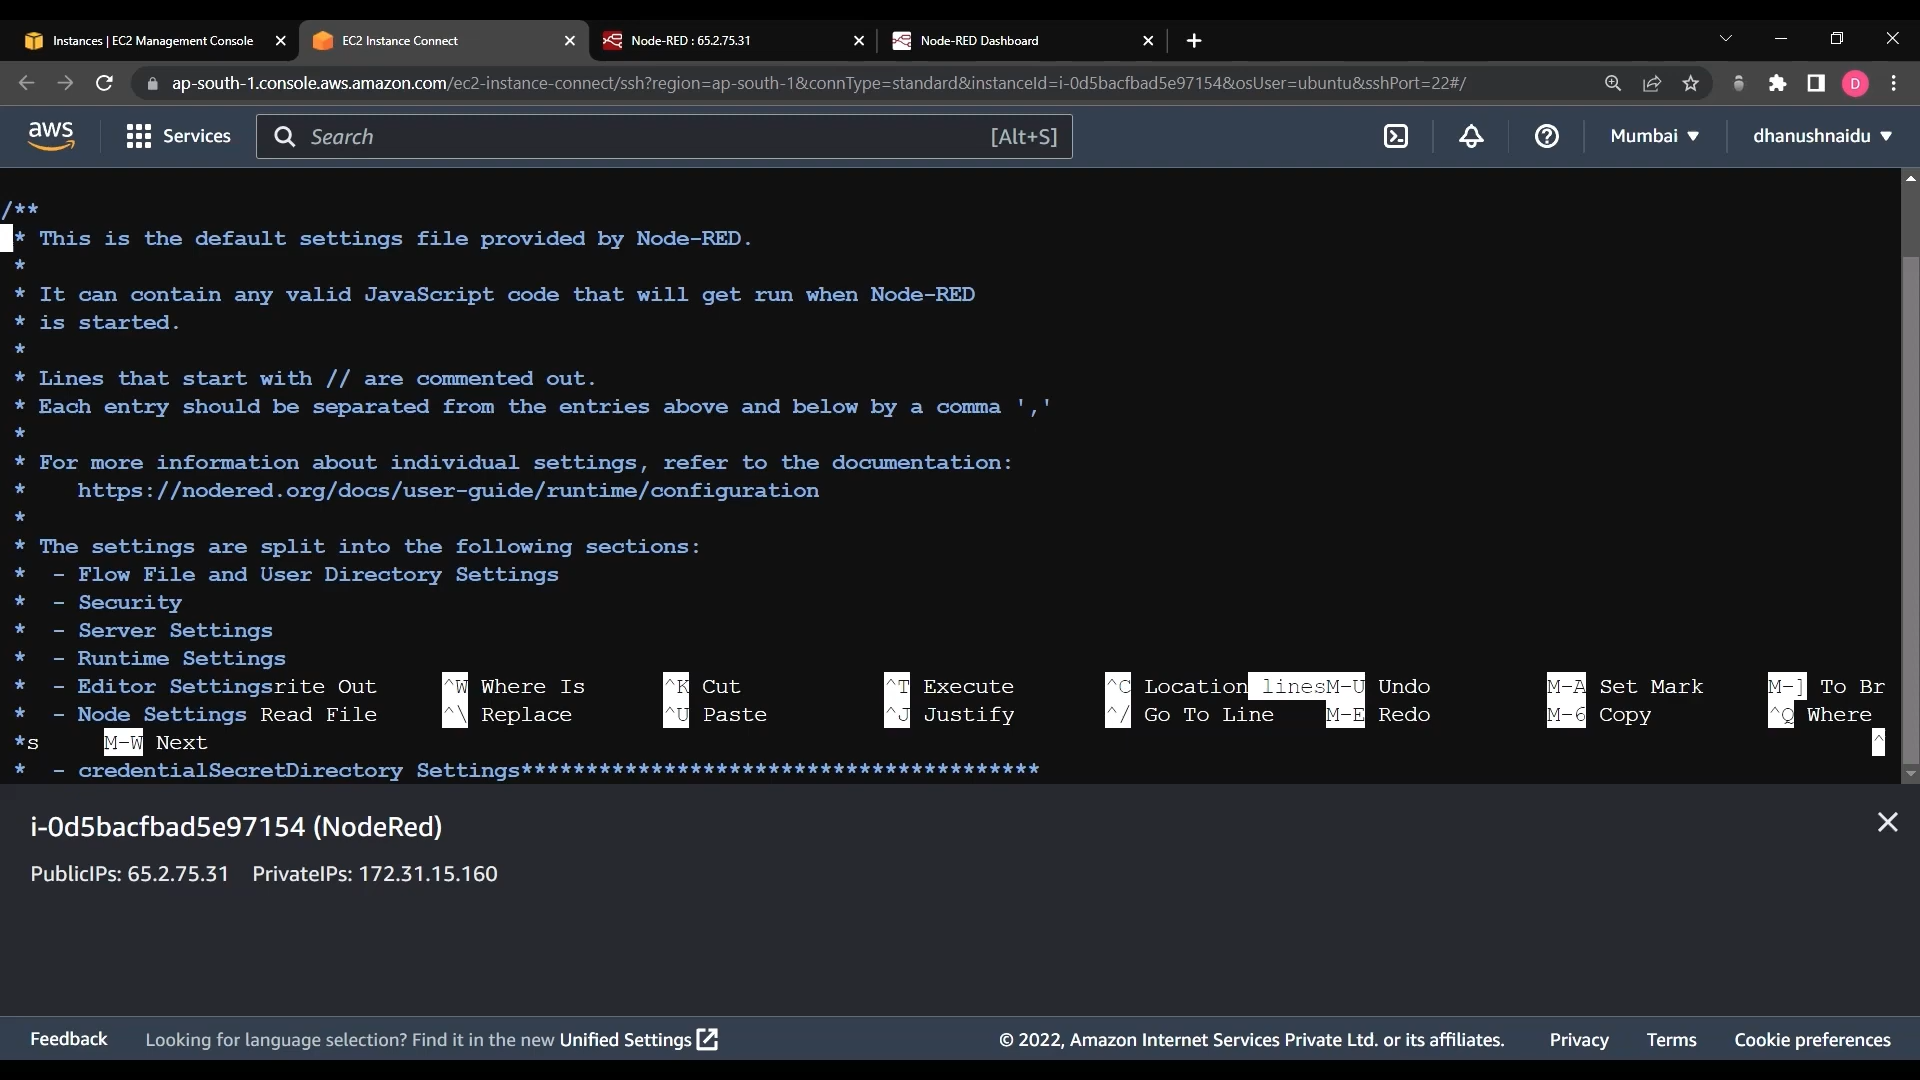 Instances | EC2 Management Console
EC2 Instance Connect
Node-RED : 65.2.75.31
Node-RED Dashboard
ap-south-1.console.aws.amazon.com/ec2-instance-connect/ssh?region=ap-south-1&connType=standard&instanceId=i-0d5bacfbad5e97154&osUser=ubuntu&sshPort=22#/
D
aws
Services
Search
[Alt+S]
Mumbai ▼
dhanushnaidu ▼
/**
* This is the default settings file provided by Node-RED.
*
* It can contain any valid JavaScript code that will get run when Node-RED
* is started.
*
* Lines that start with // are commented out.
* Each entry should be separated from the entries above and below by a comma ','
*
* For more information about individual settings, refer to the documentation:
*    https://nodered.org/docs/user-guide/runtime/configuration
*
* The settings are split into the following sections:
*  - Flow File and User Directory Settings
*  - Security
*  - Server Settings
*  - Runtime Settings
*  - Editor Settingsrite Out ^W Where Is ^K Cut ^T Execute ^C Location linesM-U Undo M-A Set Mark M-] To Br
*  - Node Settings Read File ^\ Replace ^U Paste ^J Justify ^/ Go To Line M-E Redo M-6 Copy ^Q Where
*s M-W Next ^
*  - credentialSecretDirectory Settings****************************************
i-0d5bacfbad5e97154 (NodeRed)
PublicIPs: 65.2.75.31 PrivateIPs: 172.31.15.160
Feedback
Looking for language selection? Find it in the new Unified Settings
© 2022, Amazon Internet Services Private Ltd. or its affiliates.
Privacy
Terms
Cookie preferences